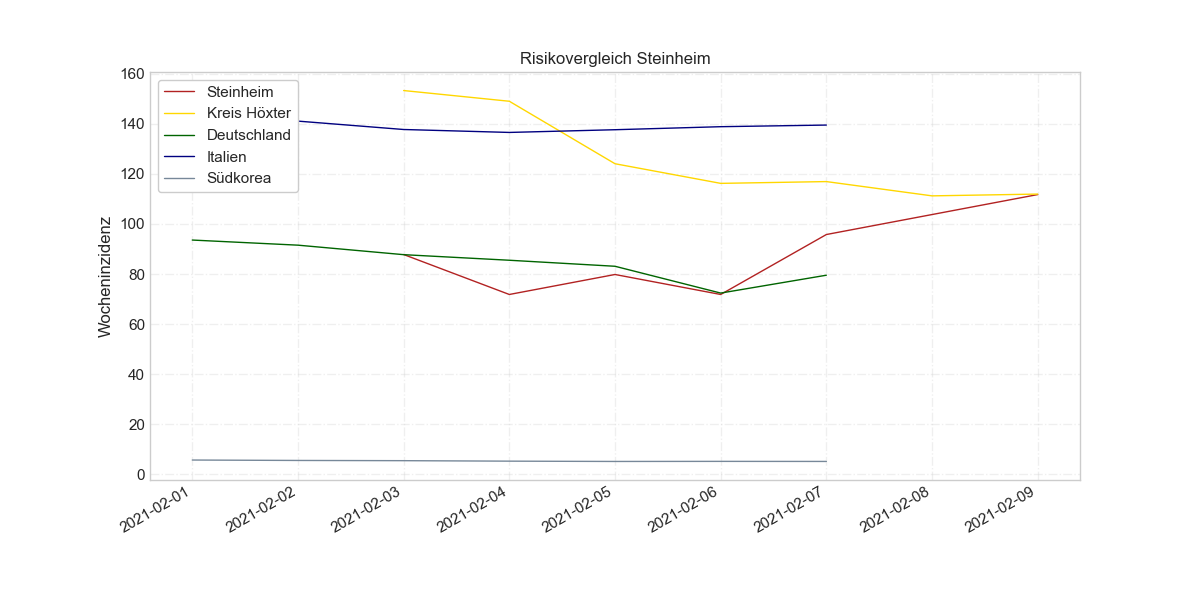 Risikovergleich Steinheim
Wocheninzidenz
160
140
120
100
80
60
40
20
0
Steinheim
Kreis Höxter
Deutschland
Italien
Südkorea
2021-02-01
2021-02-02
2021-02-03
2021-02-04
2021-02-05
2021-02-06
2021-02-07
2021-02-08
2021-02-09